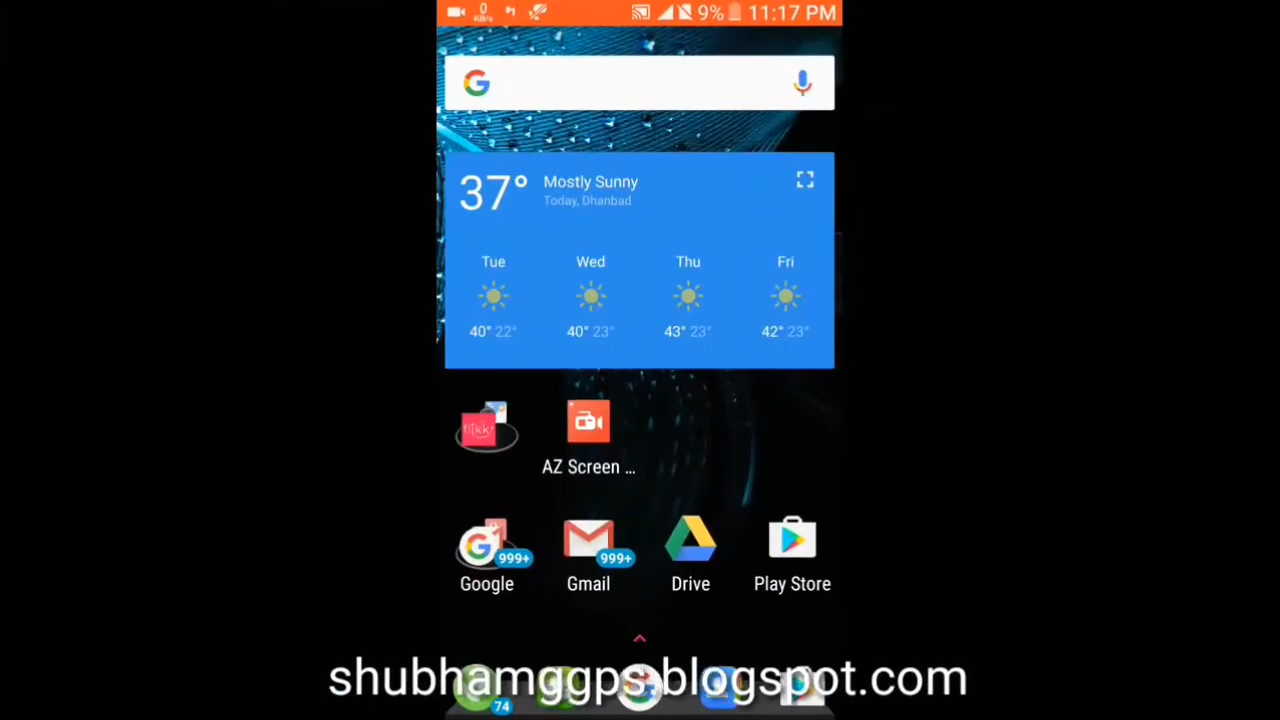 0
KB/s
9% 11:17 PM
G
37° Mostly Sunny
Today, Dhanbad
Tue Wed Thu Fri
40° 22° 40° 23° 43° 23° 42° 23°
AZ Screen ...
999+ 999+
Google Gmail Drive Play Store
shubhamggps.blogspot.com
74